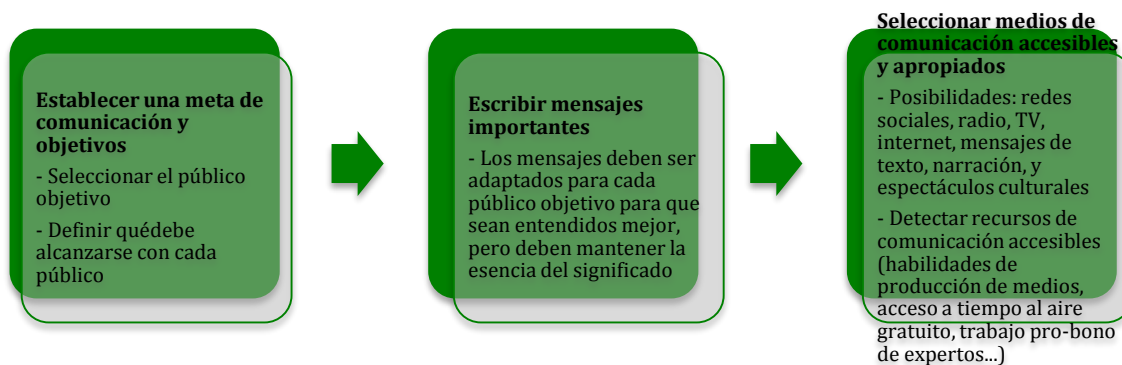 Establecer una meta de
comunicación y
objetivos
- Seleccionar el público
objetivo
- Definir quédebe
alcanzarse con cada
público
Escribir mensajes
importantes
- Los mensajes deben ser
adaptados para cada
público objetivo para que
sean entendidos mejor,
pero deben mantener la
esencia del significado
Seleccionar medios de
comunicación accesibles
y apropiados
- Posibilidades: redes
sociales, radio, TV,
internet, mensajes de
texto, narración, y
espectáculos culturales
- Detectar recursos de
comunicación accesibles
(habilidades de
producción de medios,
acceso a tiempo al aire
gratuito, trabajo pro-bono
de expertos...)